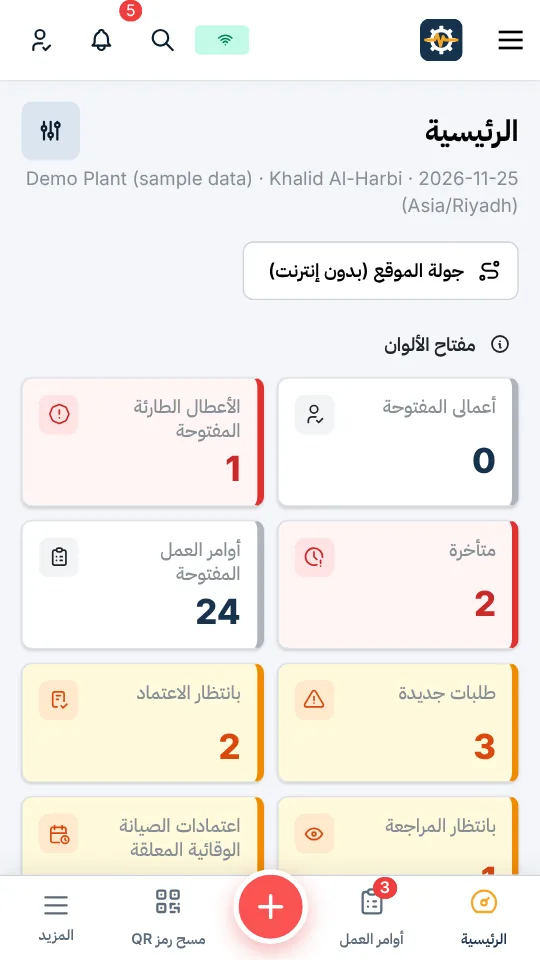 5
الرئيسية
Demo Plant (sample data) · Khalid Al-Harbi · 2026-11-25
(Asia/Riyadh)
جولة الموقع (بدون إنترنت)
مفتاح الألوان
أعمالى المفتوحة
0
الأعطال الطارئة
المفتوحة
1
متأخرة
2
أوامر العمل
المفتوحة
24
طلبات جديدة
3
بانتظار الاعتماد
2
بانتظار المراجعة
1
اعتمادات الصيانة
الوقائية المعلقة
الرئيسية
3
أوامر العمل
مسح رمز QR
المزيد